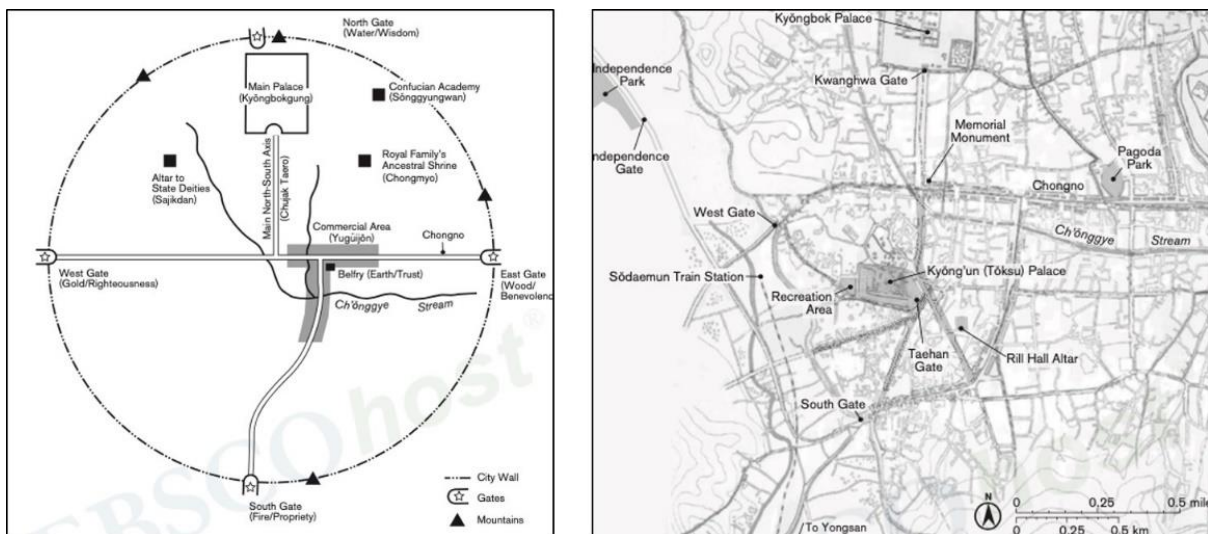 North Gate
(Water/Wisdom)
Main Palace
(Kyŏngbokgung)
Confucian Academy
(Sŏnggyungwan)
Altar to
State Deities
(Sajikdan)
Main North-South Axis
(Chujak Taero)
Royal Family's
Ancestral Shrine
(Chongmyo)
Commercial Area
(Yugŭijŏn)
Chongno
West Gate
(Gold/Righteousness)
Belfry (Earth/Trust)
East Gate
(Wood/
Benevolenc
Ch'ŏnggye Stream
South Gate
(Fire/Propriety)
City Wall
Gates
Mountains
EBSCOhost®
Kyŏngbok Palace
Independence
Park
Kwanghwa Gate
Memorial
Monument
Independence
Gate
Pagoda
Park
Chongno
West Gate
Ch'ŏnggye Stream
Sŏdaemun Train Station
Kyŏng'un (Tŏksu) Palace
Recreation
Area
Taehan
Gate
Rill Hall Altar
South Gate
N
0 0.25 0.5 mile
0 0.25 0.5 km
To Yongsan